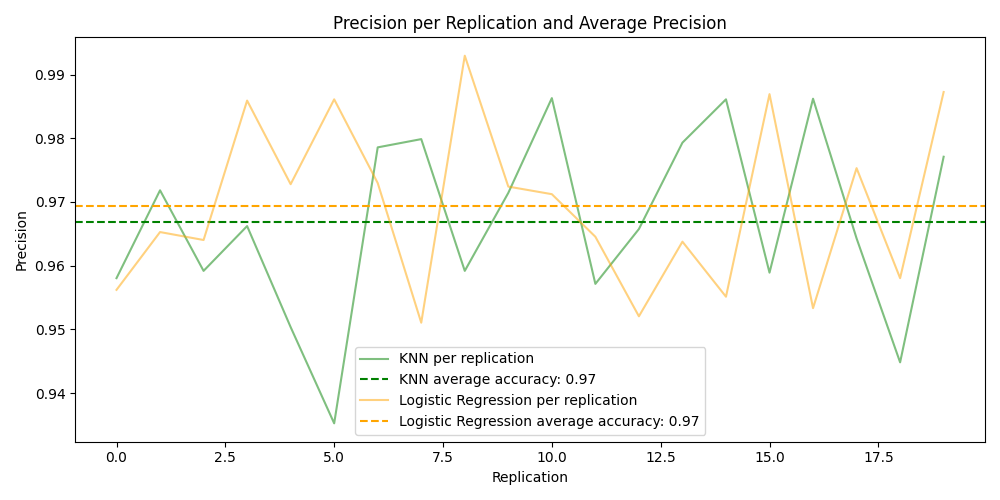 Precision per Replication and Average Precision
0.99
0.98
0.97
0.96
0.95
0.94
Precision
KNN per replication
KNN average accuracy: 0.97
Logistic Regression per replication
Logistic Regression average accuracy: 0.97
0.0 2.5 5.0 7.5 10.0 12.5 15.0 17.5
Replication